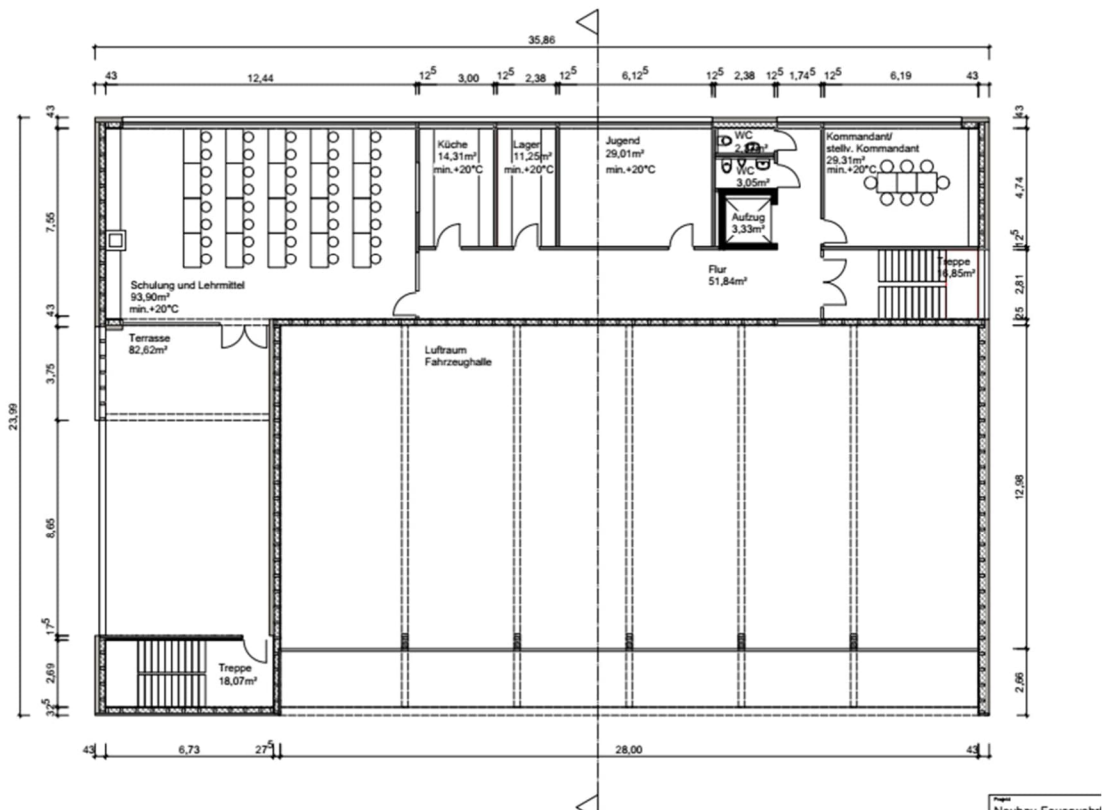 35,86
43 12,44 12⁵ 3,00 12⁵ 2,38 12⁵ 6,12⁵ 12⁵ 2,38 12⁵ 1,74⁵ 12⁵ 6,19 43
43
7,55
43
3,75
8,65
17⁵
2,69
32⁵
23,99
Küche
14,31m²
min.+20°C
Lager
11,25m²
min.+20°C
Jugend
29,01m²
min.+20°C
WC
WC
3,05m²
Aufzug
3,33m²
Kommandant/
stellv. Kommandant
29.31m²
min.+20°C
Schulung und Lehrmittel
93,90m²
min.+20°C
Flur
51,84m²
Treppe
16,85m²
Terrasse
82,62m²
Luftraum
Fahrzeughalle
Treppe
18,07m²
43
4,74
12⁵
2,81
65
12,98
2,66
43 6,73 27⁵ 28,00 43
Projekt